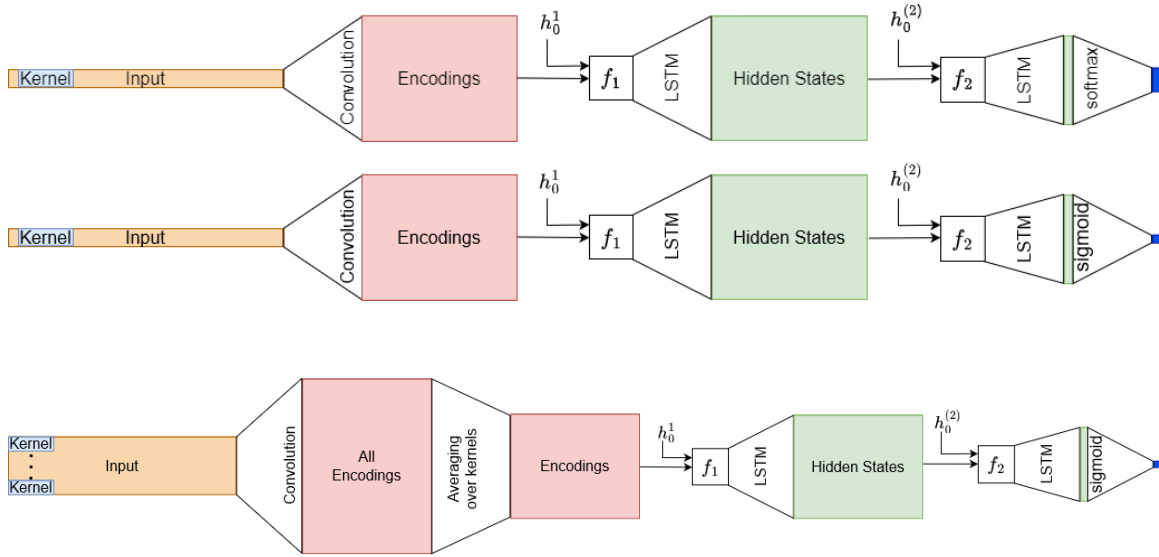 h_0^1
h_0^{(2)}
Kernel
Input
Convolution
Encodings
f_1
LSTM
Hidden States
f_2
LSTM
softmax
h_0^1
h_0^{(2)}
Kernel
Input
Convolution
Encodings
f_1
LSTM
Hidden States
f_2
LSTM
sigmoid
h_0^1
h_0^{(2)}
Kernel
Input
Kernel
Convolution
All
Encodings
Averaging
over kernels
Encodings
f_1
LSTM
Hidden States
f_2
LSTM
sigmoid